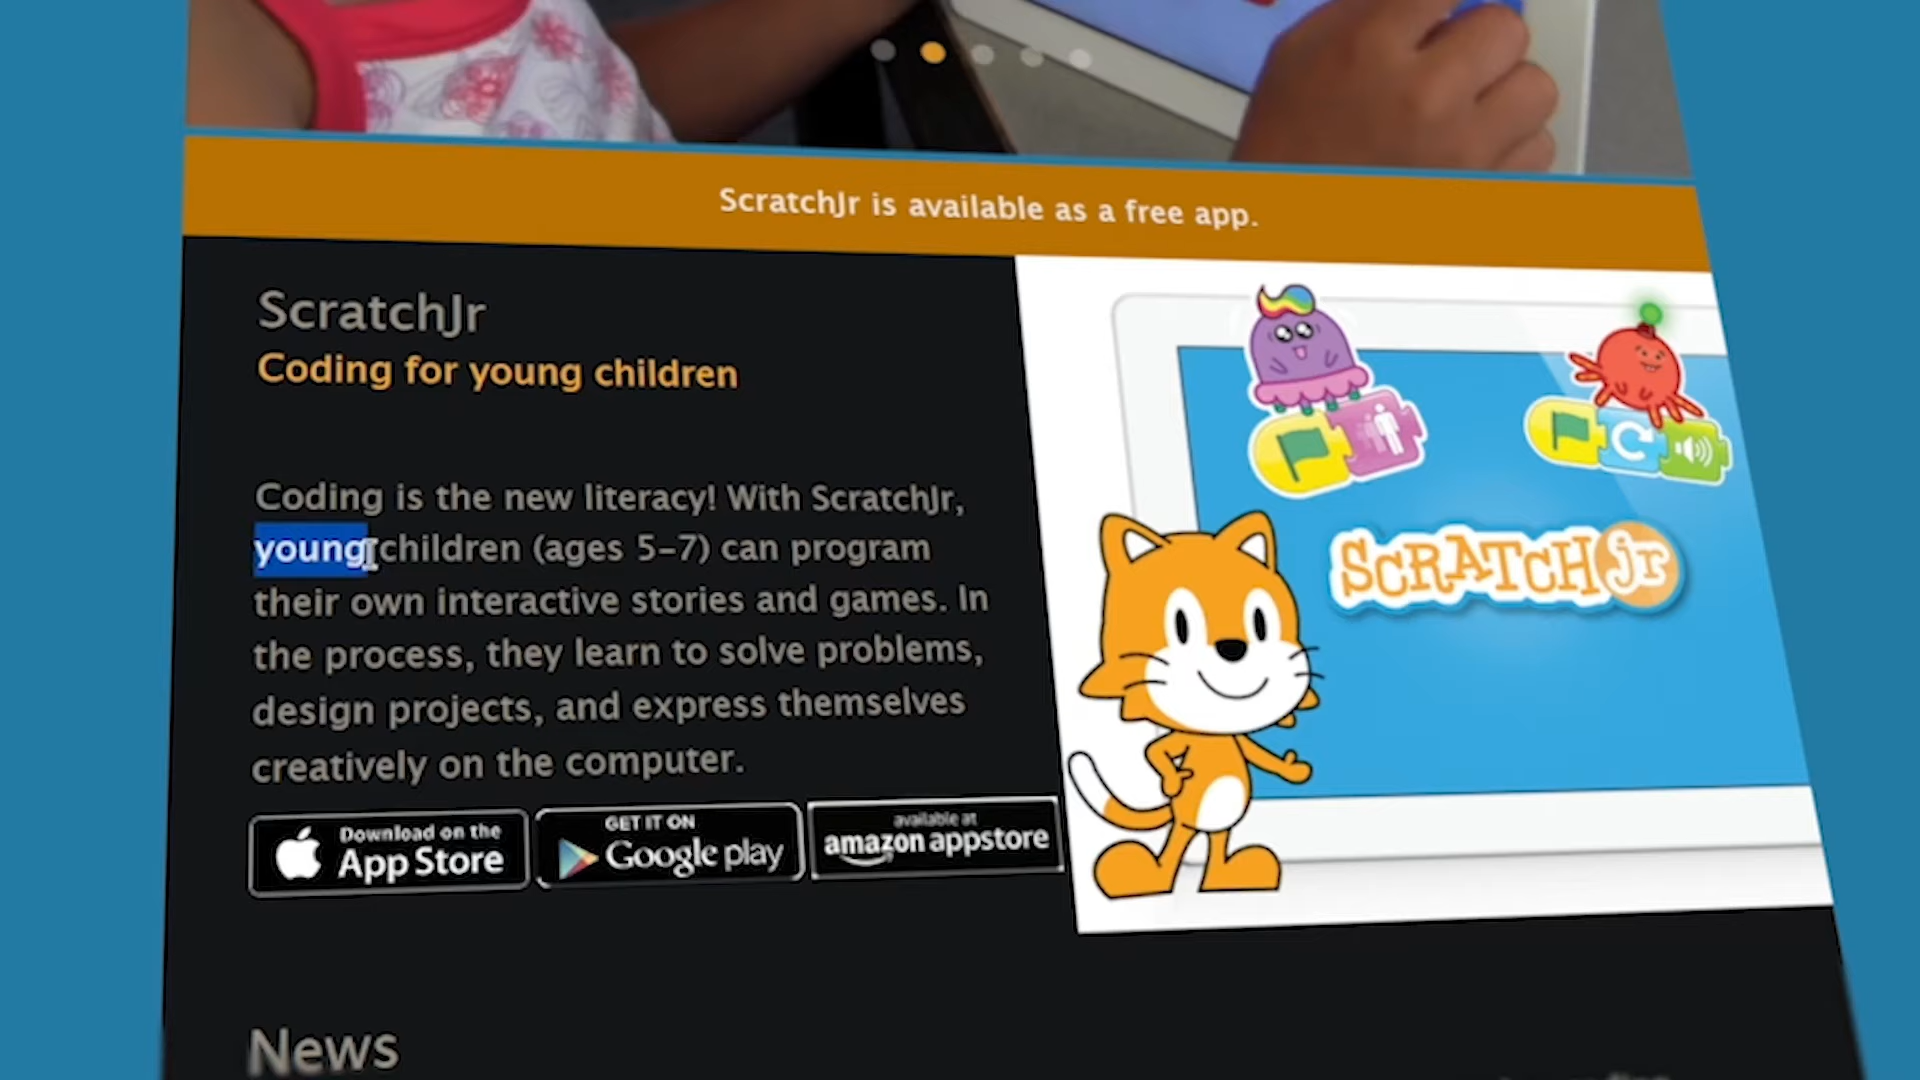 ScratchJr is available as a free app.
ScratchJr
Coding for young children
Coding is the new literacy! With ScratchJr,
young children (ages 5–7) can program
their own interactive stories and games. In
the process, they learn to solve problems,
design projects, and express themselves
creatively on the computer.
Download on the
App Store
GET IT ON
Google play
available at
amazon appstore
SCRATCH jr
News